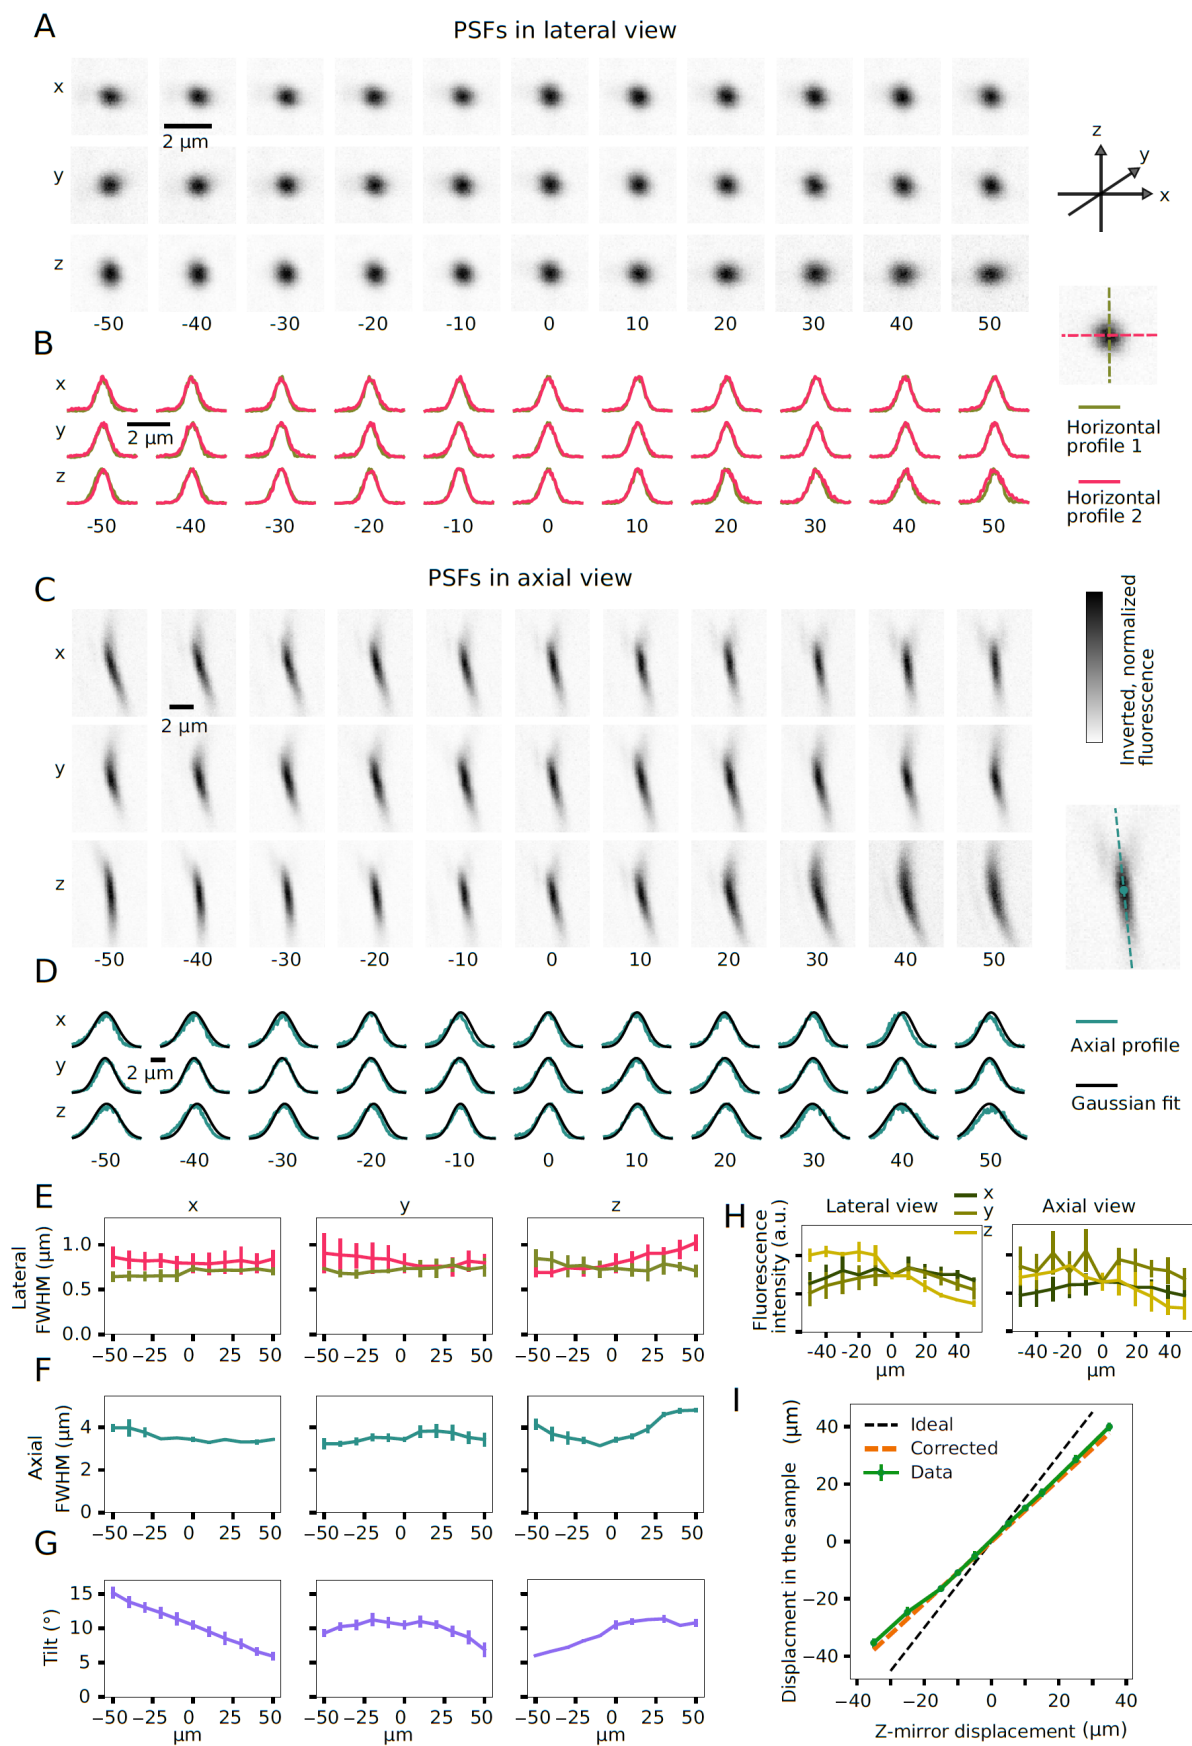 A
PSFs in lateral view
x
2 μm
y
z
-50 -40 -30 -20 -10 0 10 20 30 40 50
z
y
x
B
x
y
2 μm
z
-50 -40 -30 -20 -10 0 10 20 30 40 50
Horizontal
profile 1
Horizontal
profile 2
C
PSFs in axial view
x
2 μm
y
z
-50 -40 -30 -20 -10 0 10 20 30 40 50
Inverted, normalized
fluorescence
D
x
y
2 μm
z
-50 -40 -30 -20 -10 0 10 20 30 40 50
Axial profile
Gaussian fit
E
x y z
Lateral
FWHM (μm)
1.0
0.5
0.0
−50 −25 0 25 50
−50 −25 0 25 50
−50 −25 0 25 50
F
Axial
FWHM (μm)
4
2
0
−50 −25 0 25 50
−50 −25 0 25 50
−50 −25 0 25 50
G
Tilt (°)
15
10
5
0
−50 −25 0 25 50
−50 −25 0 25 50
−50 −25 0 25 50
μm μm μm
H
Lateral view
x
y
z
Axial view
Fluorescence
intensity (a.u.)
-40 -20 0 20 40
-40 -20 0 20 40
μm μm
I
Ideal
Corrected
Data
Displacment in the sample (μm)
40
20
0
−20
−40
−40 −20 0 20 40
Z-mirror displacement (μm)